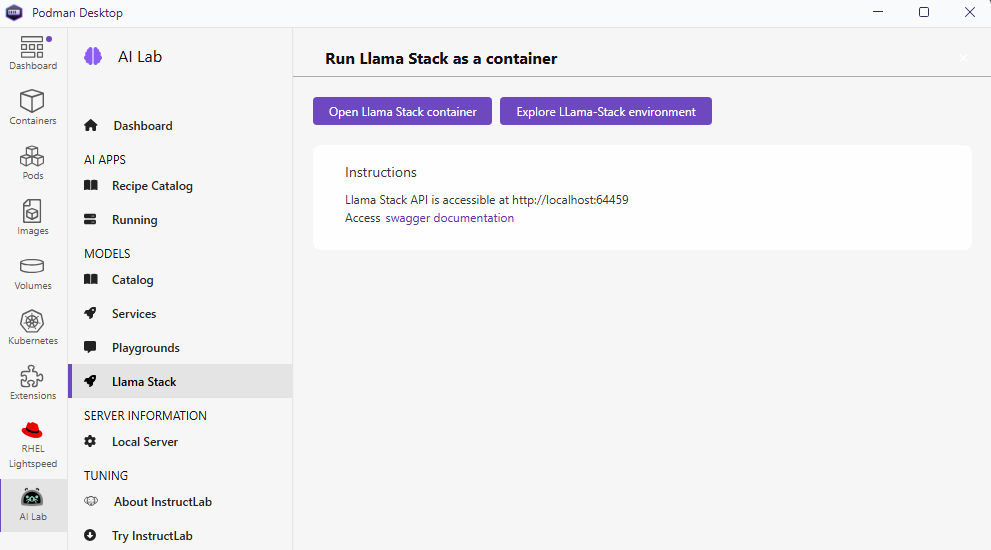 Podman Desktop
Dashboard
Containers
Pods
Images
Volumes
Kubernetes
Extensions
RHEL
Lightspeed
AI Lab
AI Lab
Dashboard
AI APPS
Recipe Catalog
Running
MODELS
Catalog
Services
Playgrounds
Llama Stack
SERVER INFORMATION
Local Server
TUNING
About InstructLab
Try InstructLab
Run Llama Stack as a container
Open Llama Stack container
Explore LLama-Stack environment
Instructions
Llama Stack API is accessible at http://localhost:64459
Access swagger documentation